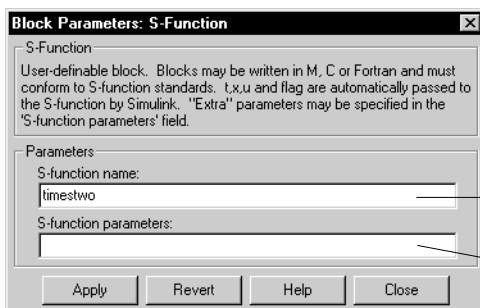 Block Parameters: S-Function
S-Function
User-definable block. Blocks may be written in M, C or Fortran and must
conform to S-function standards. t,x,u and flag are automatically passed to
the S-function by Simulink. "Extra" parameters may be specified in the
'S-function parameters' field.
Parameters
S-function name:
timestwo
S-function parameters:
Apply Revert Help Close